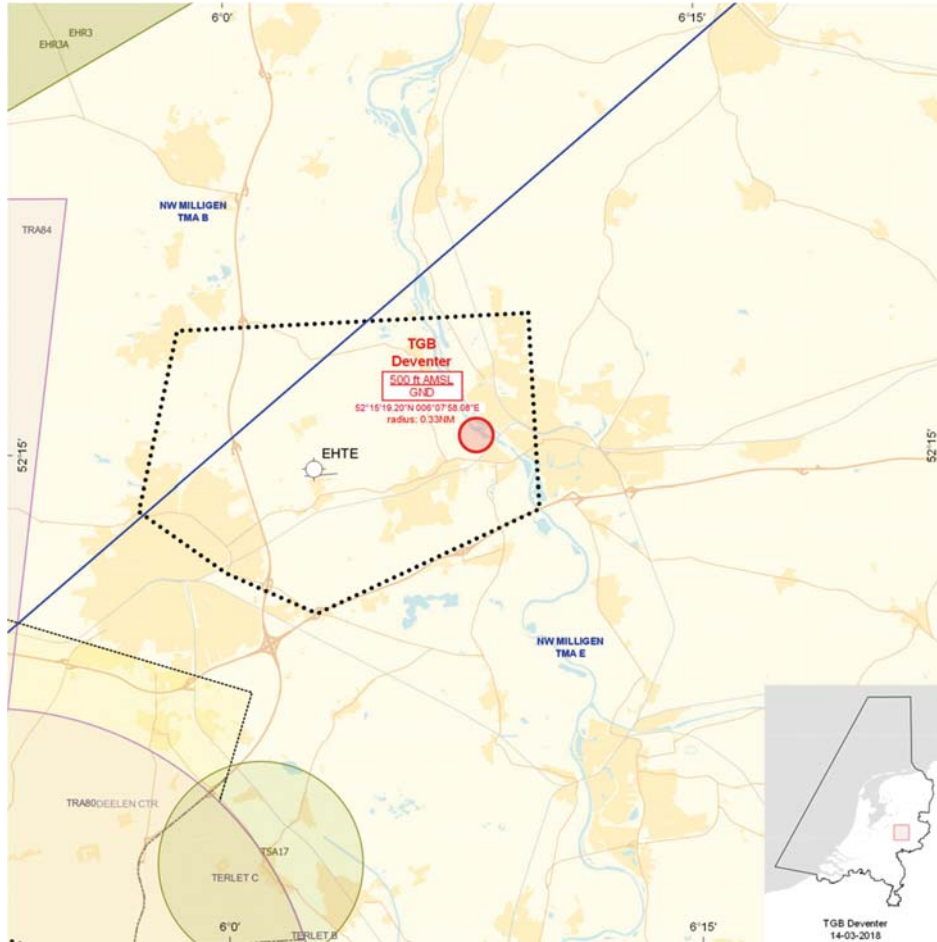 6°0'
6°15'
EHR3
EHR3A
NW MILLIGEN
TMA B
TRA84
TGB
Deventer
500 ft AMSL
GND
52°15'19.20"N 006°07'58.08"E
radius: 0.33NM
52°15'
EHTE
52°15'
NW MILLIGEN
TMA E
TRA80
DEELEN CTR
TSA17
TERLET C
TERLET B
6°0'
6°15'
TGB Deventer
14-03-2018